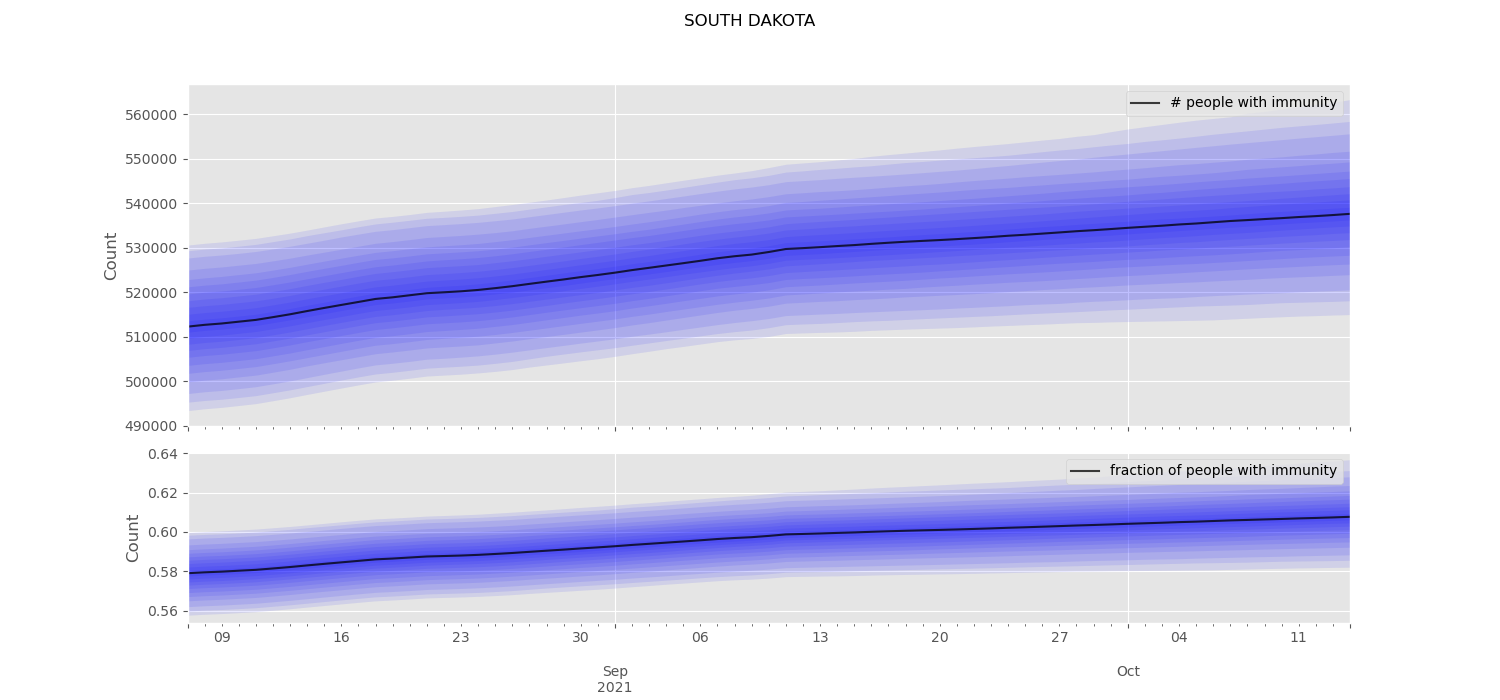 SOUTH DAKOTA
# people with immunity
560000
550000
540000
530000
520000
510000
500000
490000
Count
fraction of people with immunity
0.64
0.62
0.60
0.58
0.56
Count
09 16 23 30 06 13 20 27 04 11
Sep Oct
2021